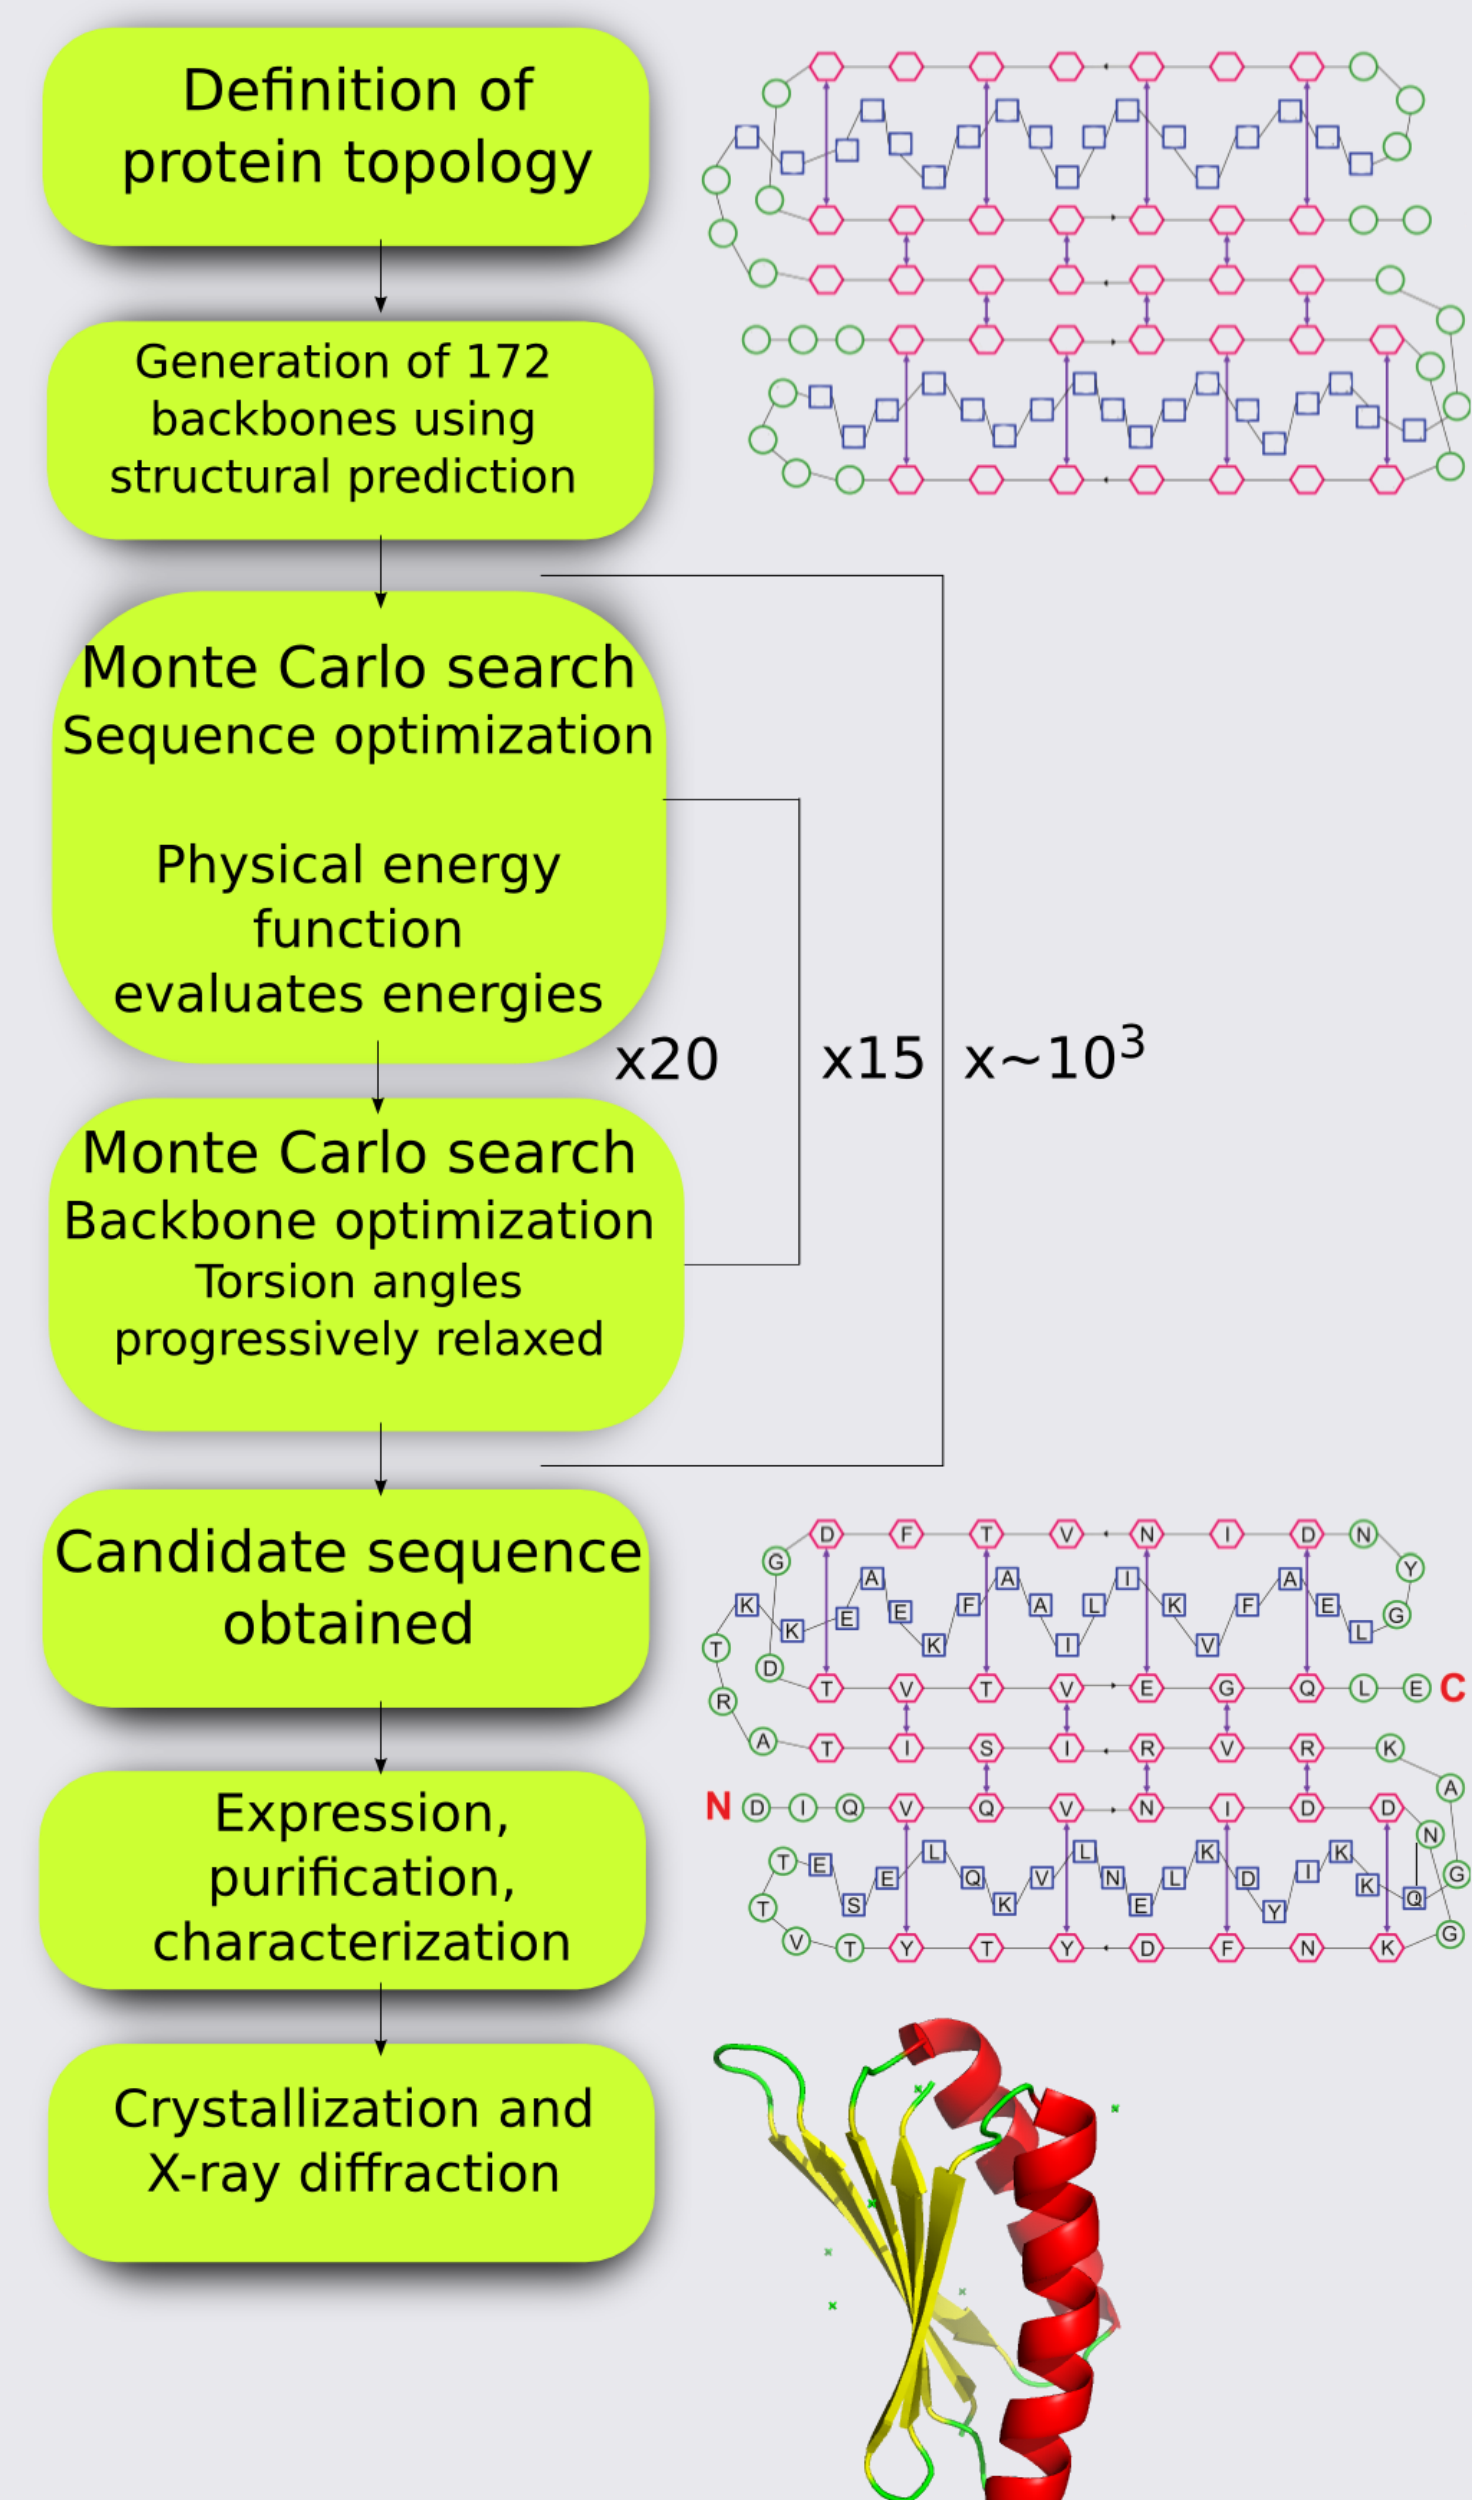 Definition of
protein topology
Generation of 172
backbones using
structural prediction
Monte Carlo search
Sequence optimization
Physical energy
function
evaluates energies
x20
x15
x~10³
Monte Carlo search
Backbone optimization
Torsion angles
progressively relaxed
Candidate sequence
obtained
D F T V N I D N
G Y
A A I A
K E E F A L K F E G
K K I V L
T D
T V T V E G Q L E C
R
A T I S I R V R K
A
N D I Q V Q V N I D D
N
T E L L K K G
E Q V N L D I K Q
S K E Y
T
V T Y T Y D F N K G
Expression,
purification,
characterization
Crystallization and
X-ray diffraction